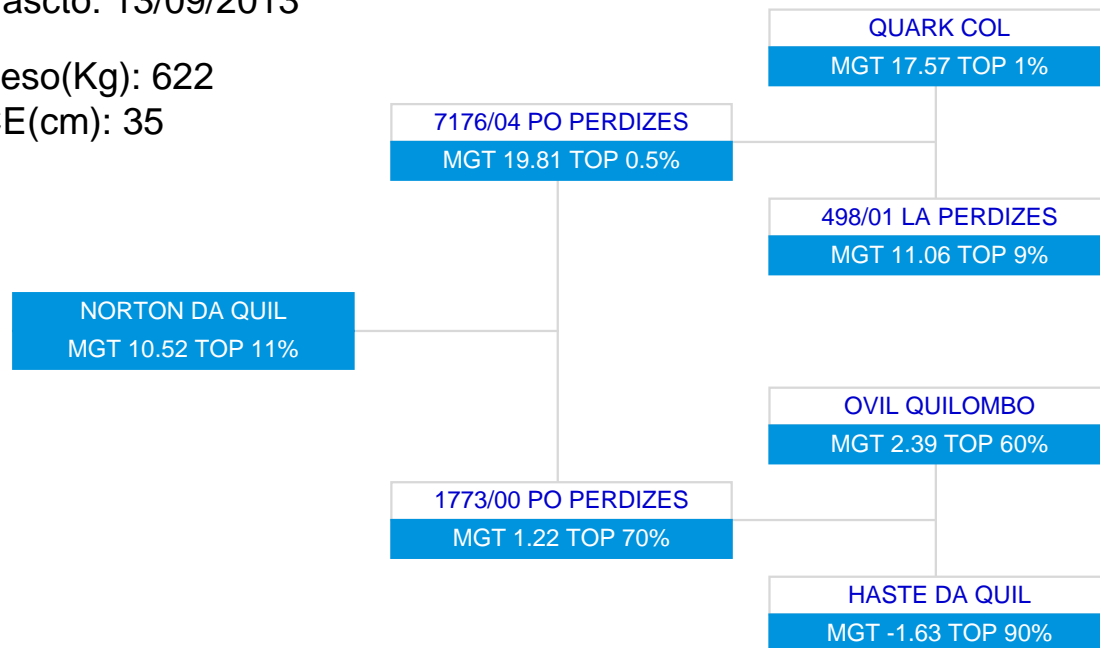 ascto: 13/09/2013
eso(Kg): 622
E(cm): 35
QUARK COL
MGT 17.57 TOP 1%
7176/04 PO PERDIZES
MGT 19.81 TOP 0.5%
498/01 LA PERDIZES
MGT 11.06 TOP 9%
NORTON DA QUIL
MGT 10.52 TOP 11%
OVIL QUILOMBO
MGT 2.39 TOP 60%
1773/00 PO PERDIZES
MGT 1.22 TOP 70%
HASTE DA QUIL
MGT -1.63 TOP 90%